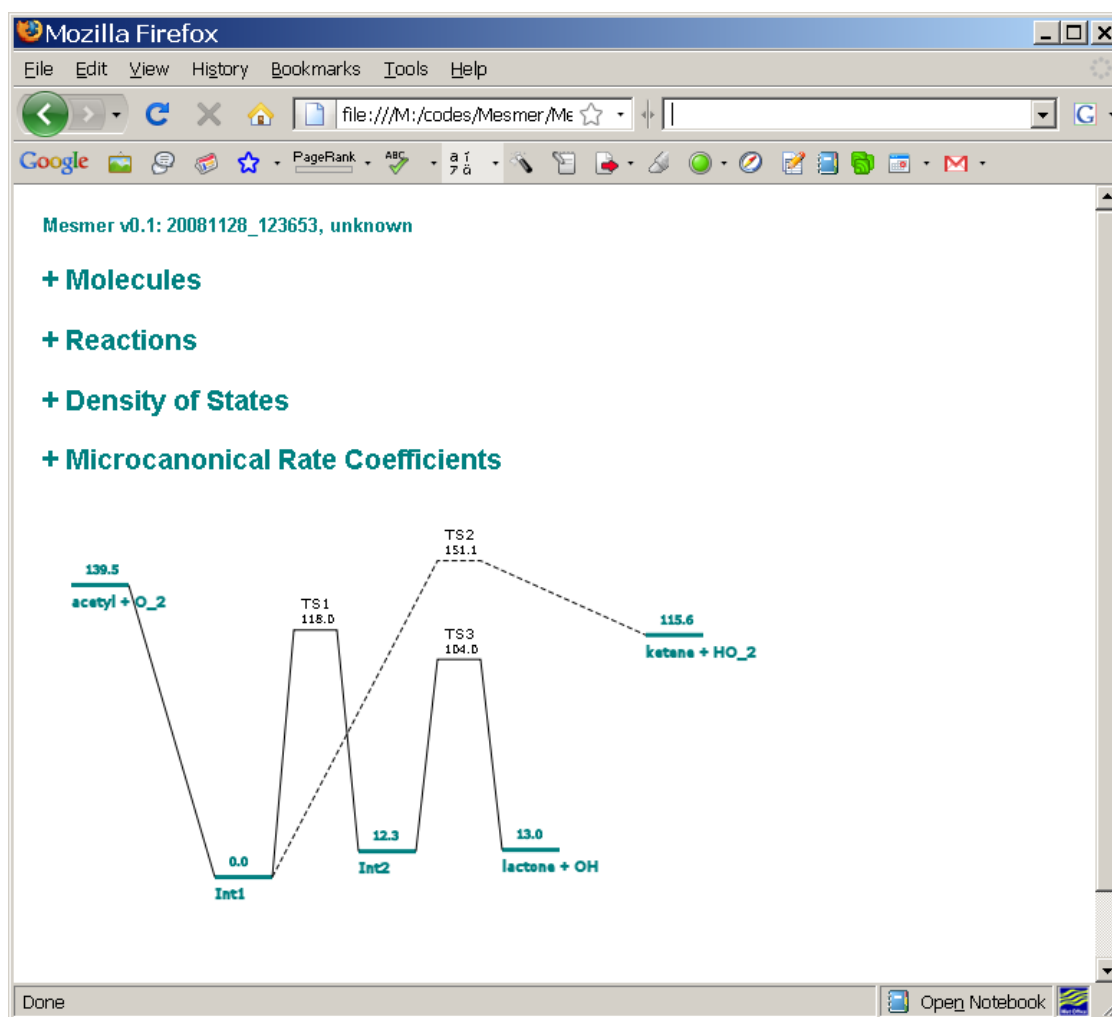 Mozilla Firefox
File Edit View History Bookmarks Tools Help
file:///M:/codes/Mesmer/Me
G
Google PageRank ABC
Mesmer v0.1: 20081128_123653, unknown
+ Molecules
+ Reactions
+ Density of States
+ Microcanonical Rate Coefficients
TS2
151.1
139.5
acetyl + O_2
TS1
118.0
115.6
ketene + HO_2
TS3
104.0
12.3
Int2
13.0
lactone + OH
0.0
Int1
Done Open Notebook